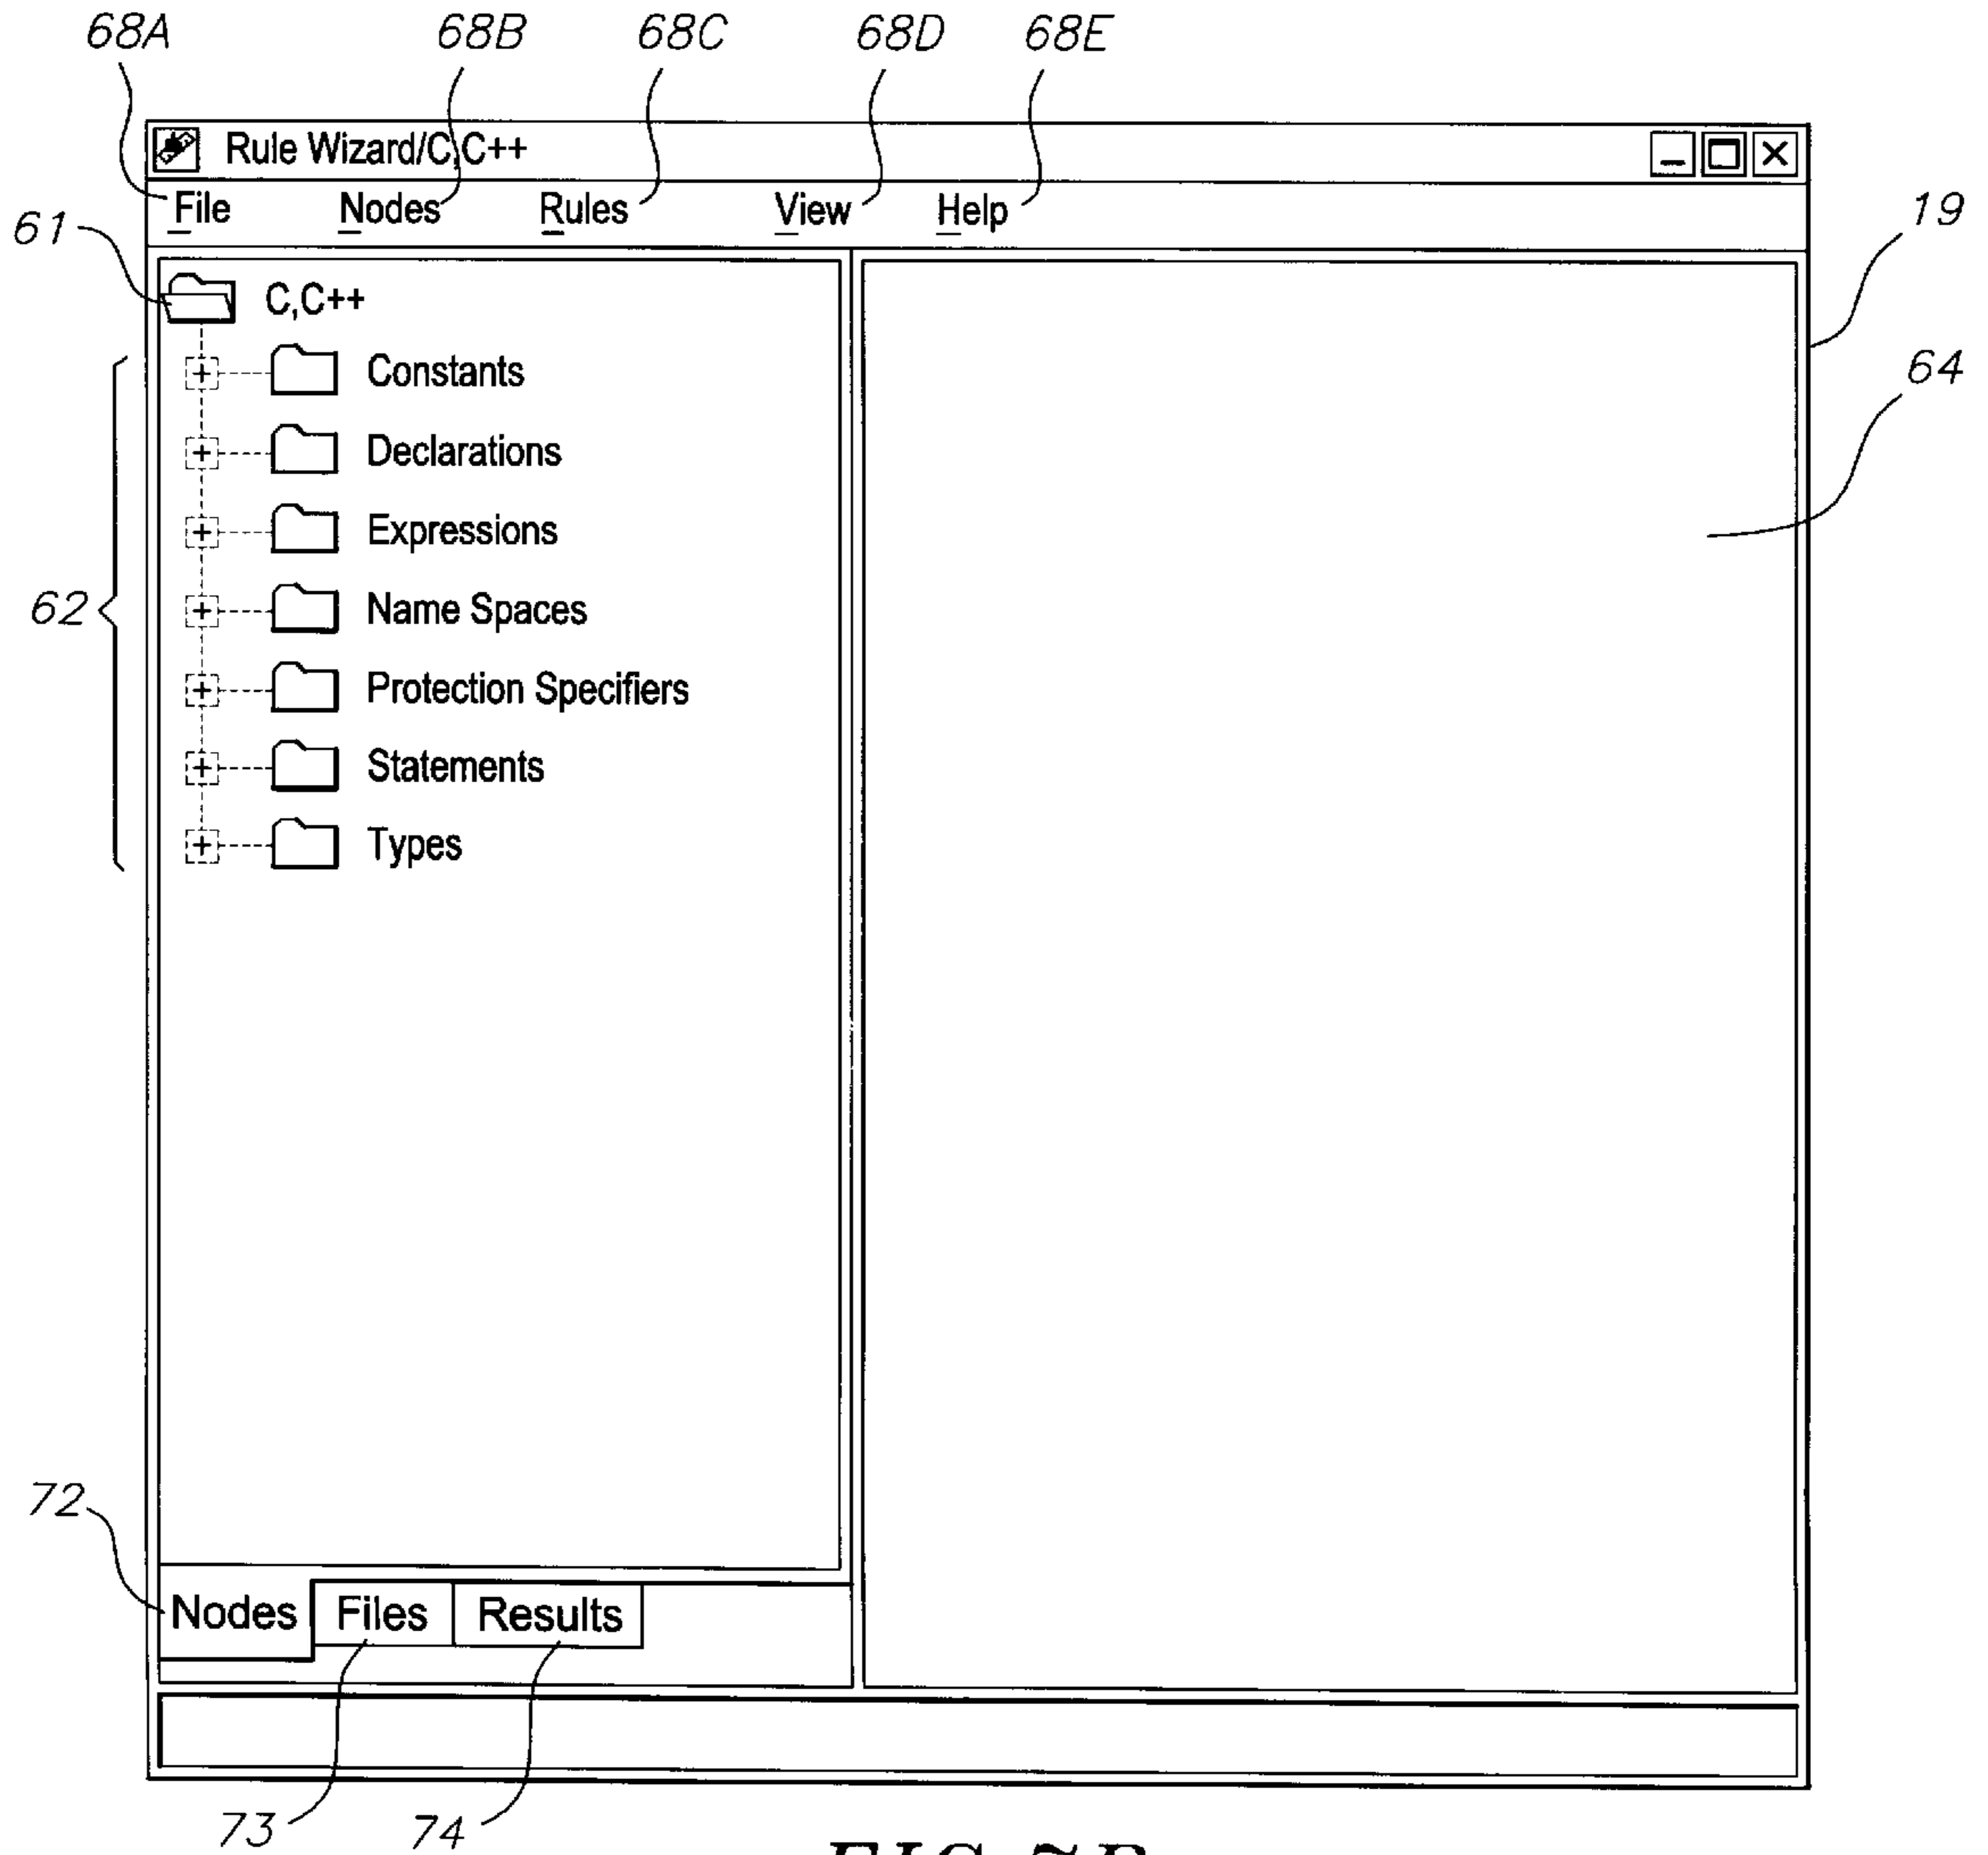 68A 68B 68C 68D 68E
Rule Wizard/C,C++
File Nodes Rules View Help
61
19
C,C++
64
Constants
Declarations
Expressions
62
Name Spaces
Protection Specifiers
Statements
Types
72
Nodes Files Results
73 74